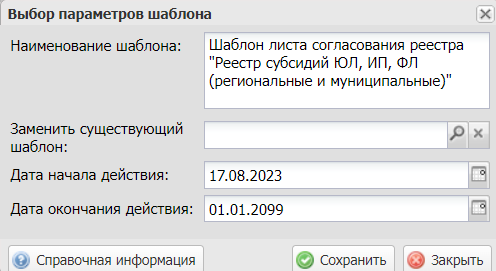 Выбор параметров шаблона
Наименование шаблона:
Шаблон листа согласования реестра
"Реестр субсидий ЮЛ, ИП, ФЛ
(региональные и муниципальные)"
Заменить существующий
шаблон:
Дата начала действия:
17.08.2023
Дата окончания действия:
01.01.2099
Справочная информация
Сохранить
Закрыть